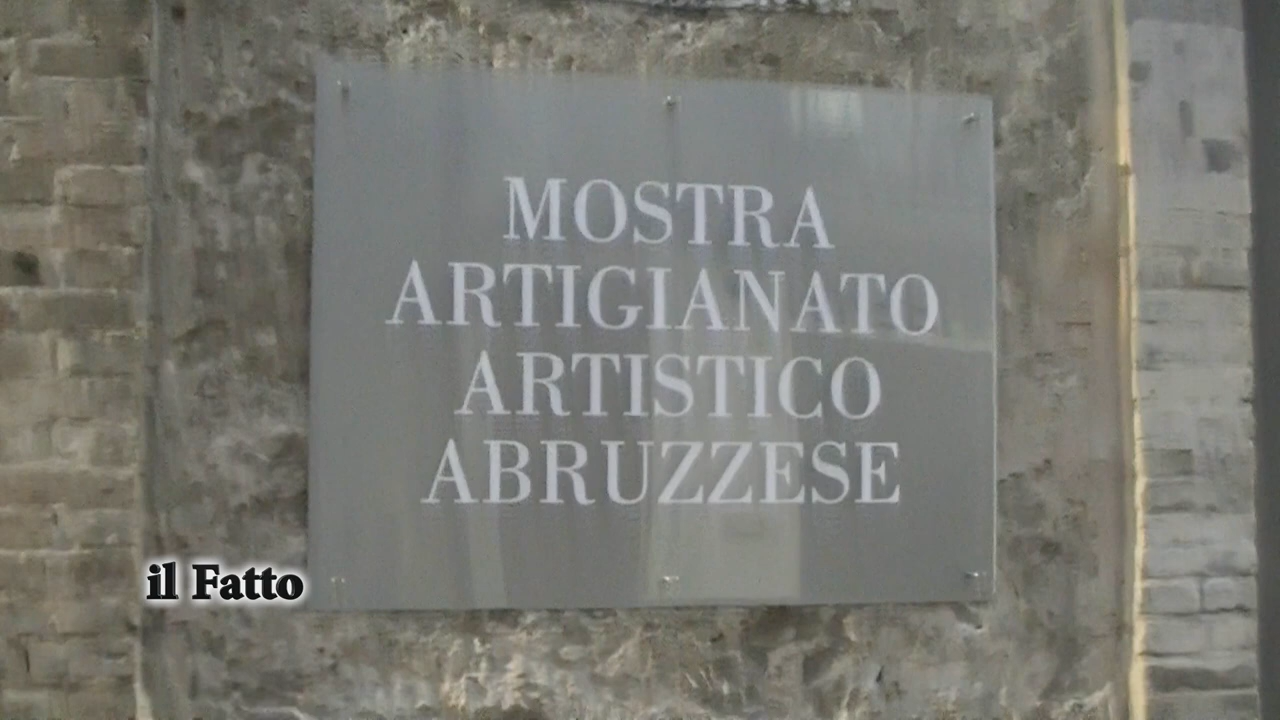 MOSTRA
ARTIGIANATO
ARTISTICO
ABRUZZESE
il Fatto